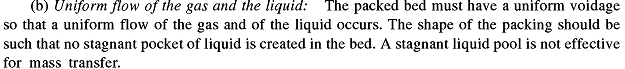 (b) Uniform flow of the gas and the liquid: The packed bed must have a uniform voidage
so that a uniform flow of the gas and of the liquid occurs. The shape of the packing should be
such that no stagnant pocket of liquid is created in the bed. A stagnant liquid pool is not effective
for mass transfer.